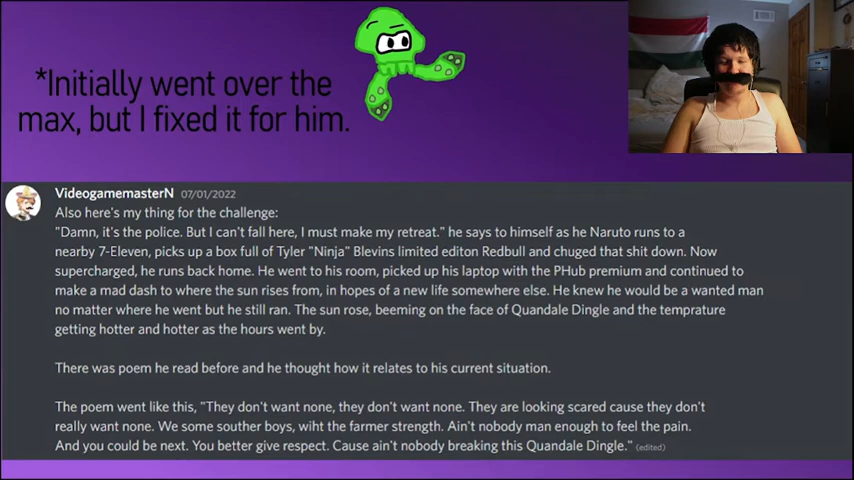 *Initially went over the
max, but I fixed it for him.
VideogamemasterN 07/01/2022
Also here's my thing for the challenge:
"Damn, it's the police. But I can't fall here, I must make my retreat." he says to himself as he Naruto runs to a
nearby 7-Eleven, picks up a box full of Tyler "Ninja" Blevins limited editon Redbull and chuged that shit down. Now
supercharged, he runs back home. He went to his room, picked up his laptop with the PHub premium and continued to
make a mad dash to where the sun rises from, in hopes of a new life somewhere else. He knew he would be a wanted man
no matter where he went but he still ran. The sun rose, beeming on the face of Quandale Dingle and the temprature
getting hotter and hotter as the hours went by.
There was poem he read before and he thought how it relates to his current situation.
The poem went like this, "They don't want none, they don't want none. They are looking scared cause they don't
really want none. We some souther boys, wiht the farmer strength. Ain't nobody man enough to feel the pain.
And you could be next. You better give respect. Cause ain't nobody breaking this Quandale Dingle." (edited)